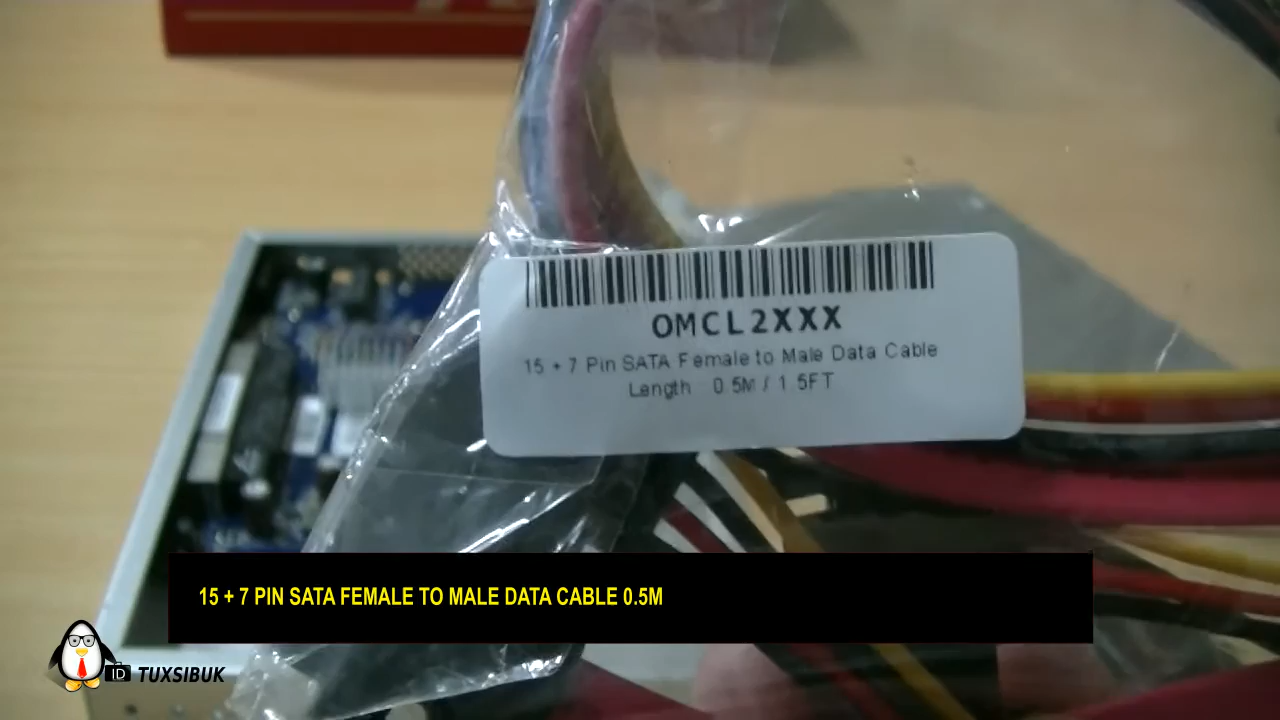 OMCL2XXX
15 + 7 Pin SATA Female to Male Data Cable
Length 0.5M / 1.5FT
15 + 7 PIN SATA FEMALE TO MALE DATA CABLE 0.5M
ID TUXSIBUK